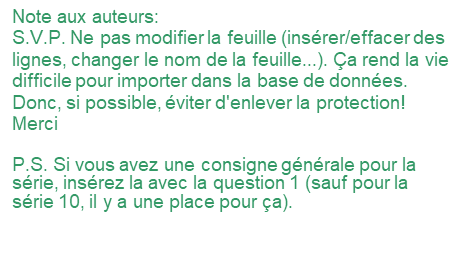 Note aux auteurs:
S.V.P. Ne pas modifier la feuille (insérer/effacer des
lignes, changer le nom de la feuille...). Ça rend la vie
difficile pour importer dans la base de données.
Donc, si possible, éviter d'enlever la protection!
Merci
P.S. Si vous avez une consigne générale pour la
série, insérez la avec la question 1 (sauf pour la
série 10, il y a une place pour ça).